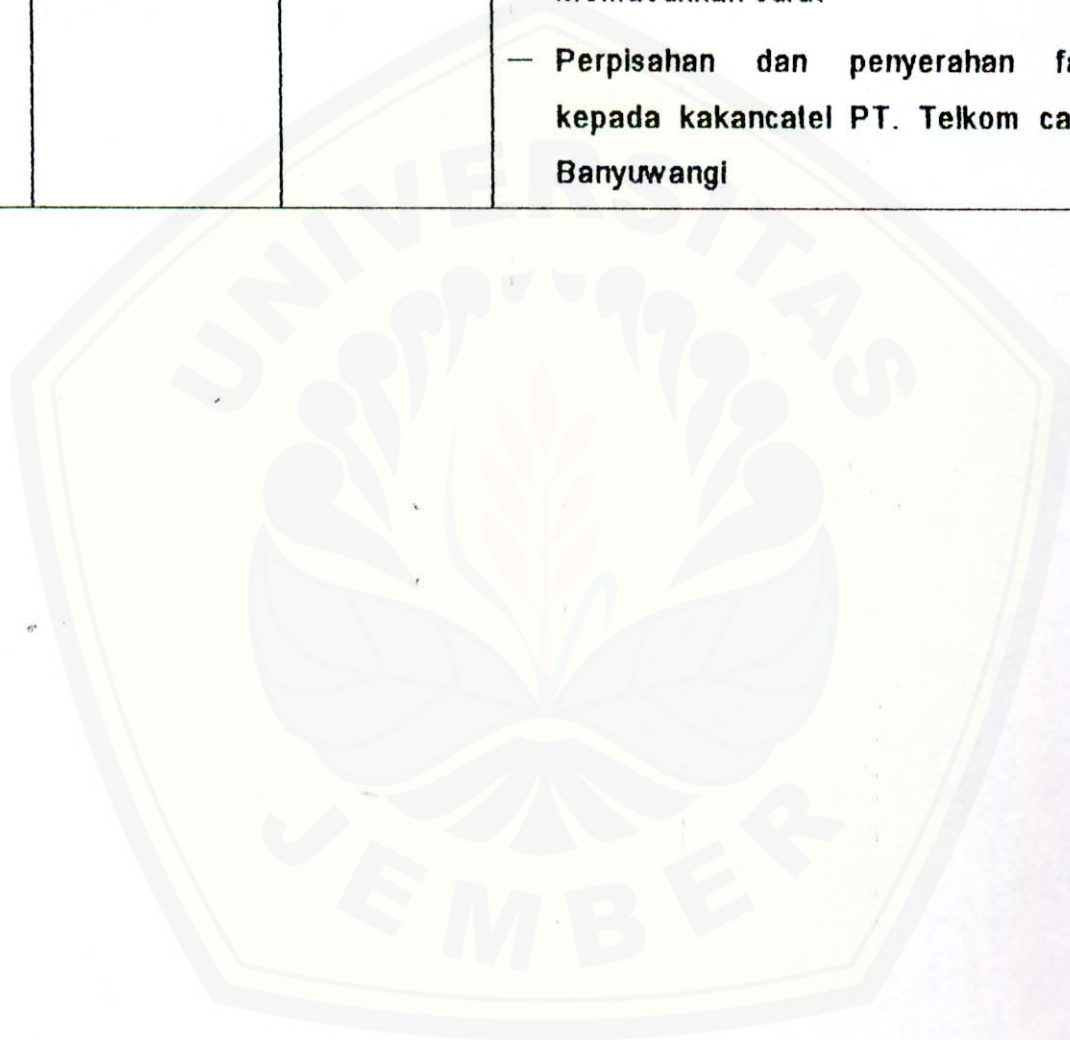 — Perpisahan dan penyerahan fa
kepada kakancatel PT. Telkom ca
Banyuwangi
UNIVERSITAS
JEMBER